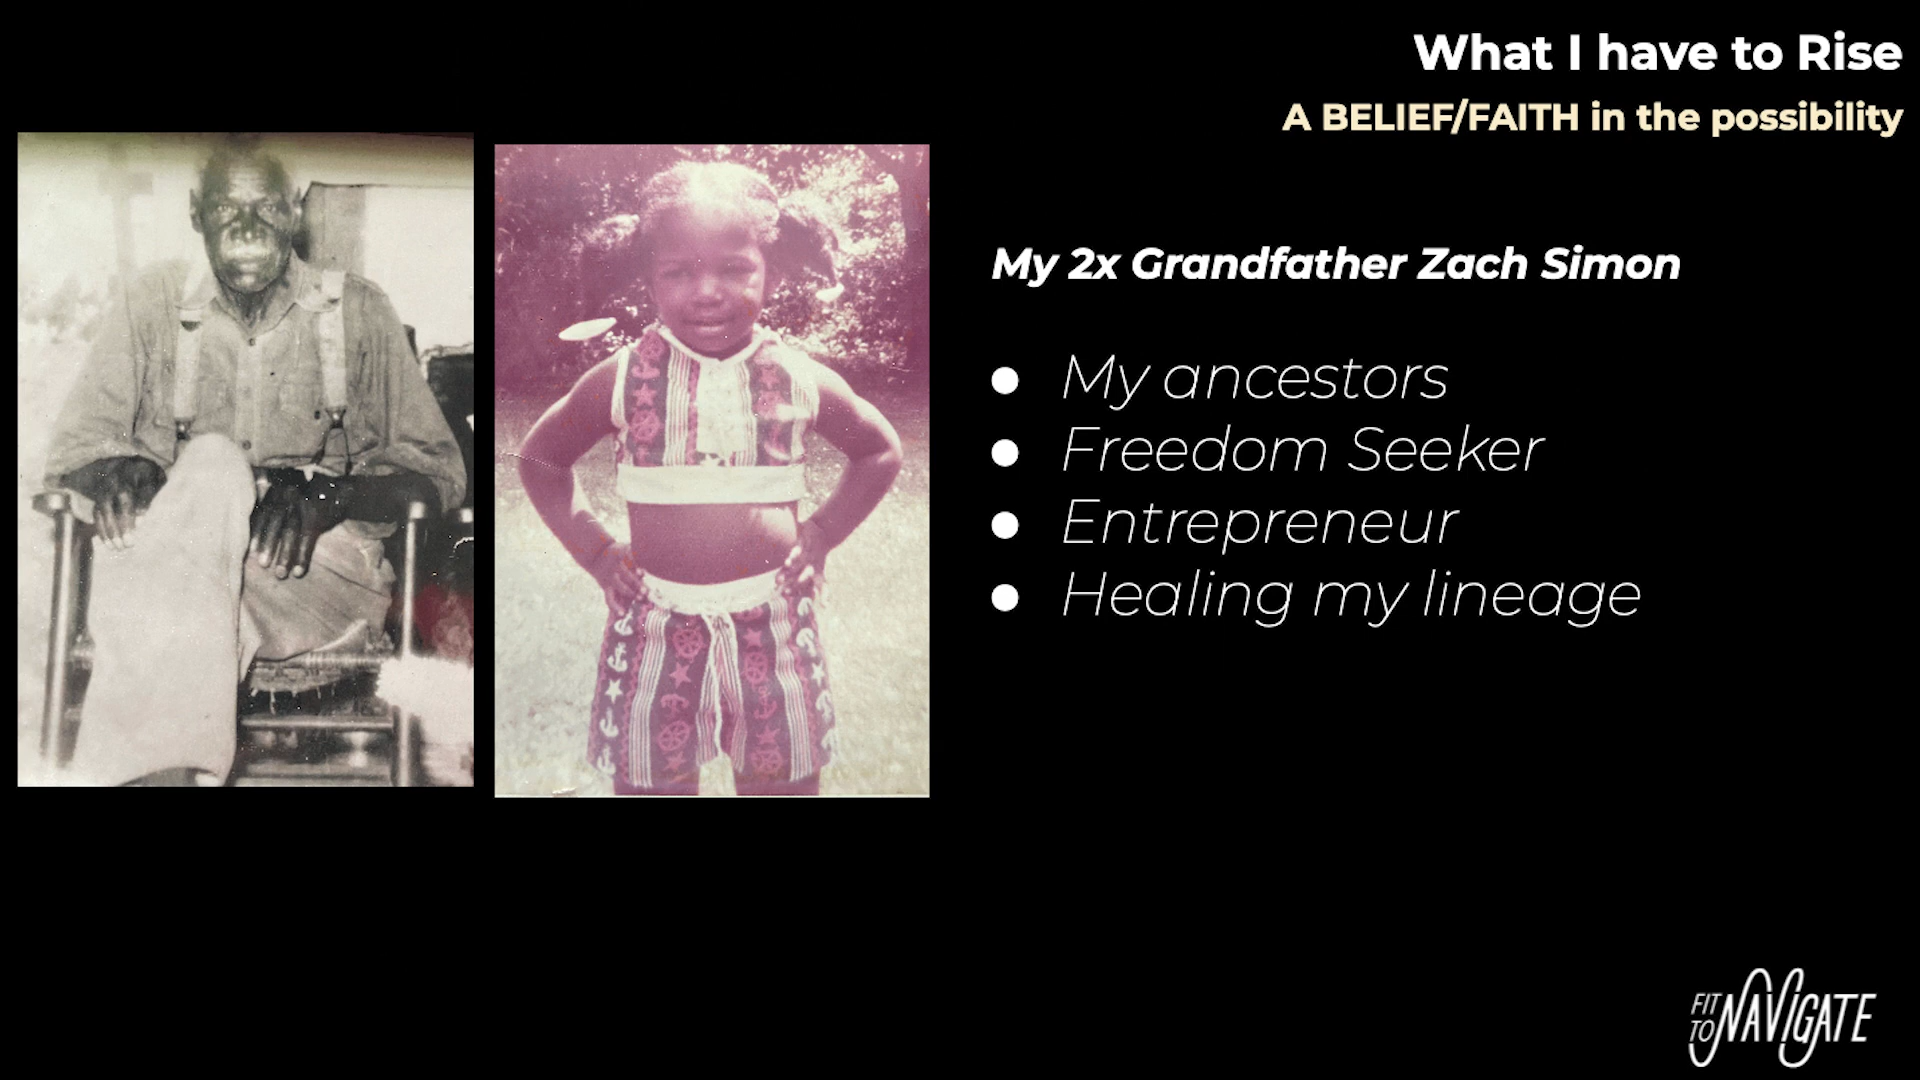 What I have to Rise
A BELIEF/FAITH in the possibility
My 2x Grandfather Zach Simon
● My ancestors
● Freedom Seeker
● Entrepreneur
● Healing my lineage
FIT
TO NAVIGATE